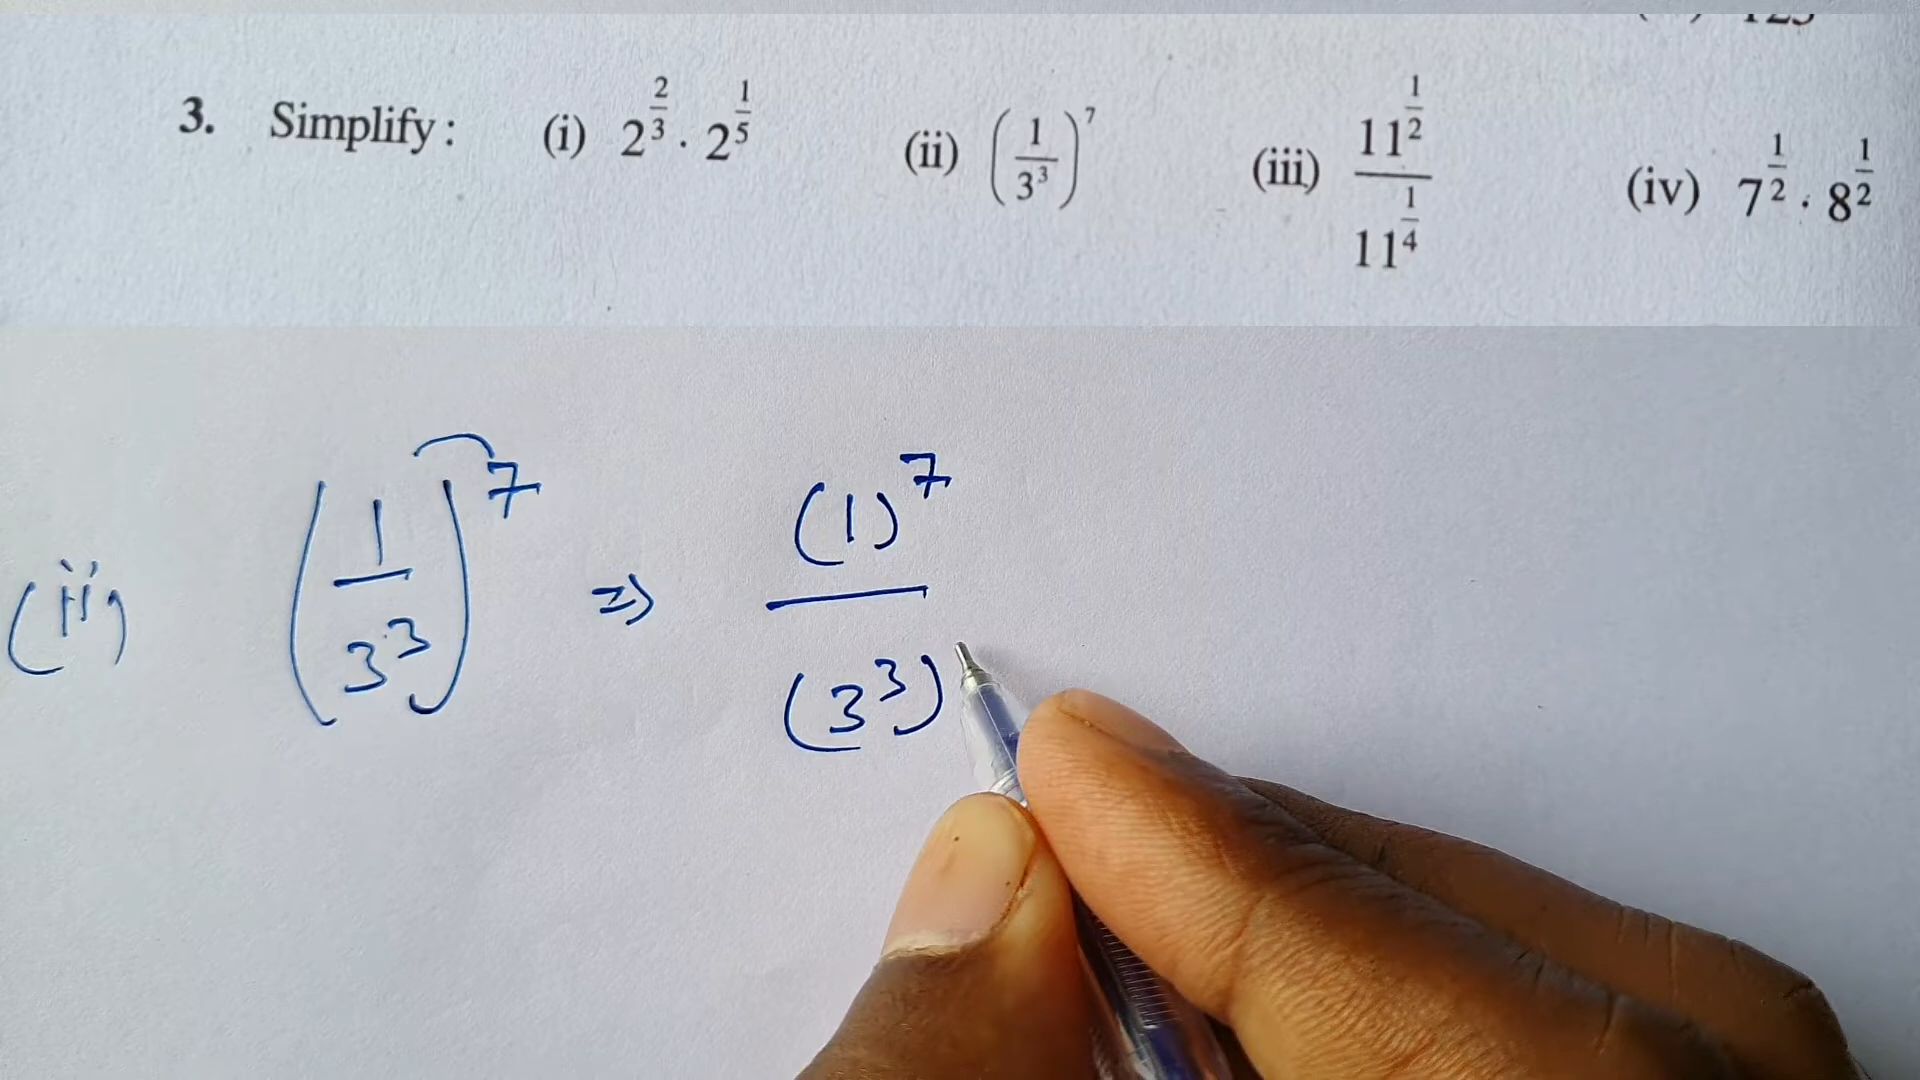 3. Simplify : (i) 2^{2/3} . 2^{1/5} (ii) (1/3^3)^7 (iii) 11^{1/2}/11^{1/4} (iv) 7^{1/2} . 8^{1/2}
(ii) (1/3^3)^7 => (1)^7/(3^3)